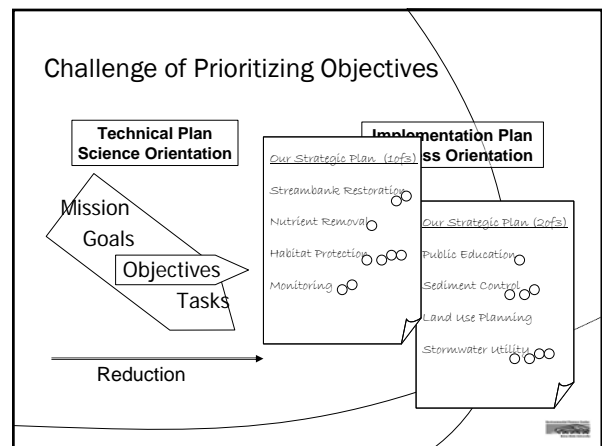 Challenge of Prioritizing Objectives
Technical Plan
Science Orientation
Implementation Plan
ss Orientation
Mission
Goals
Objectives
Tasks
Reduction
Our Strategic Plan (1of3)
Streambank Restoration
Nutrient Removal
Habitat Protection
Monitoring
Our Strategic Plan (2of3)
Public Education
Sediment Control
Land Use Planning
Stormwater Utility